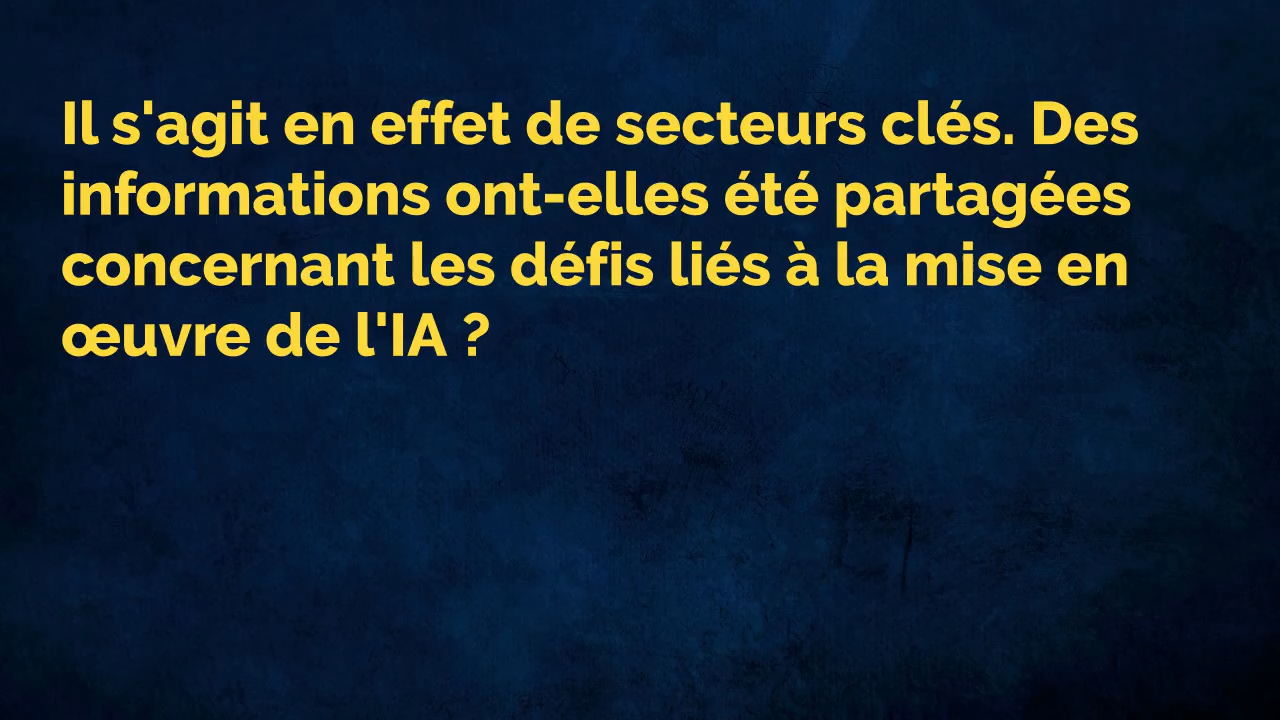 Il s'agit en effet de secteurs clés. Des
informations ont-elles été partagées
concernant les défis liés à la mise en
œuvre de l'IA ?